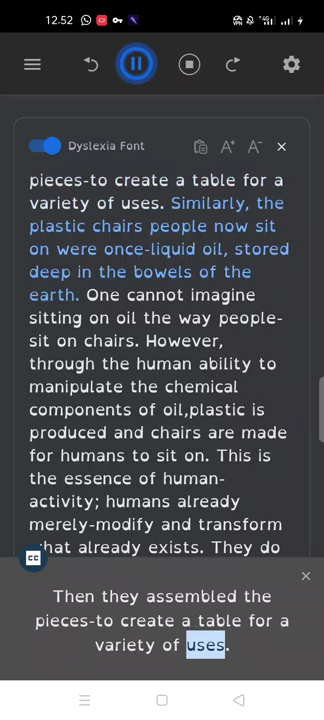 12.52
4G
Dyslexia Font
A+
A-
pieces-to create a table for a
variety of uses. Similarly, the
plastic chairs people now sit
on were once-liquid oil, stored
deep in the bowels of the
earth. One cannot imagine
sitting on oil the way people-
sit on chairs. However,
through the human ability to
manipulate the chemical
components of oil,plastic is
produced and chairs are made
for humans to sit on. This is
the essence of human-
activity; humans already
merely-modify and transform
what already exists. They do
CC
Then they assembled the
pieces-to create a table for a
variety of uses.